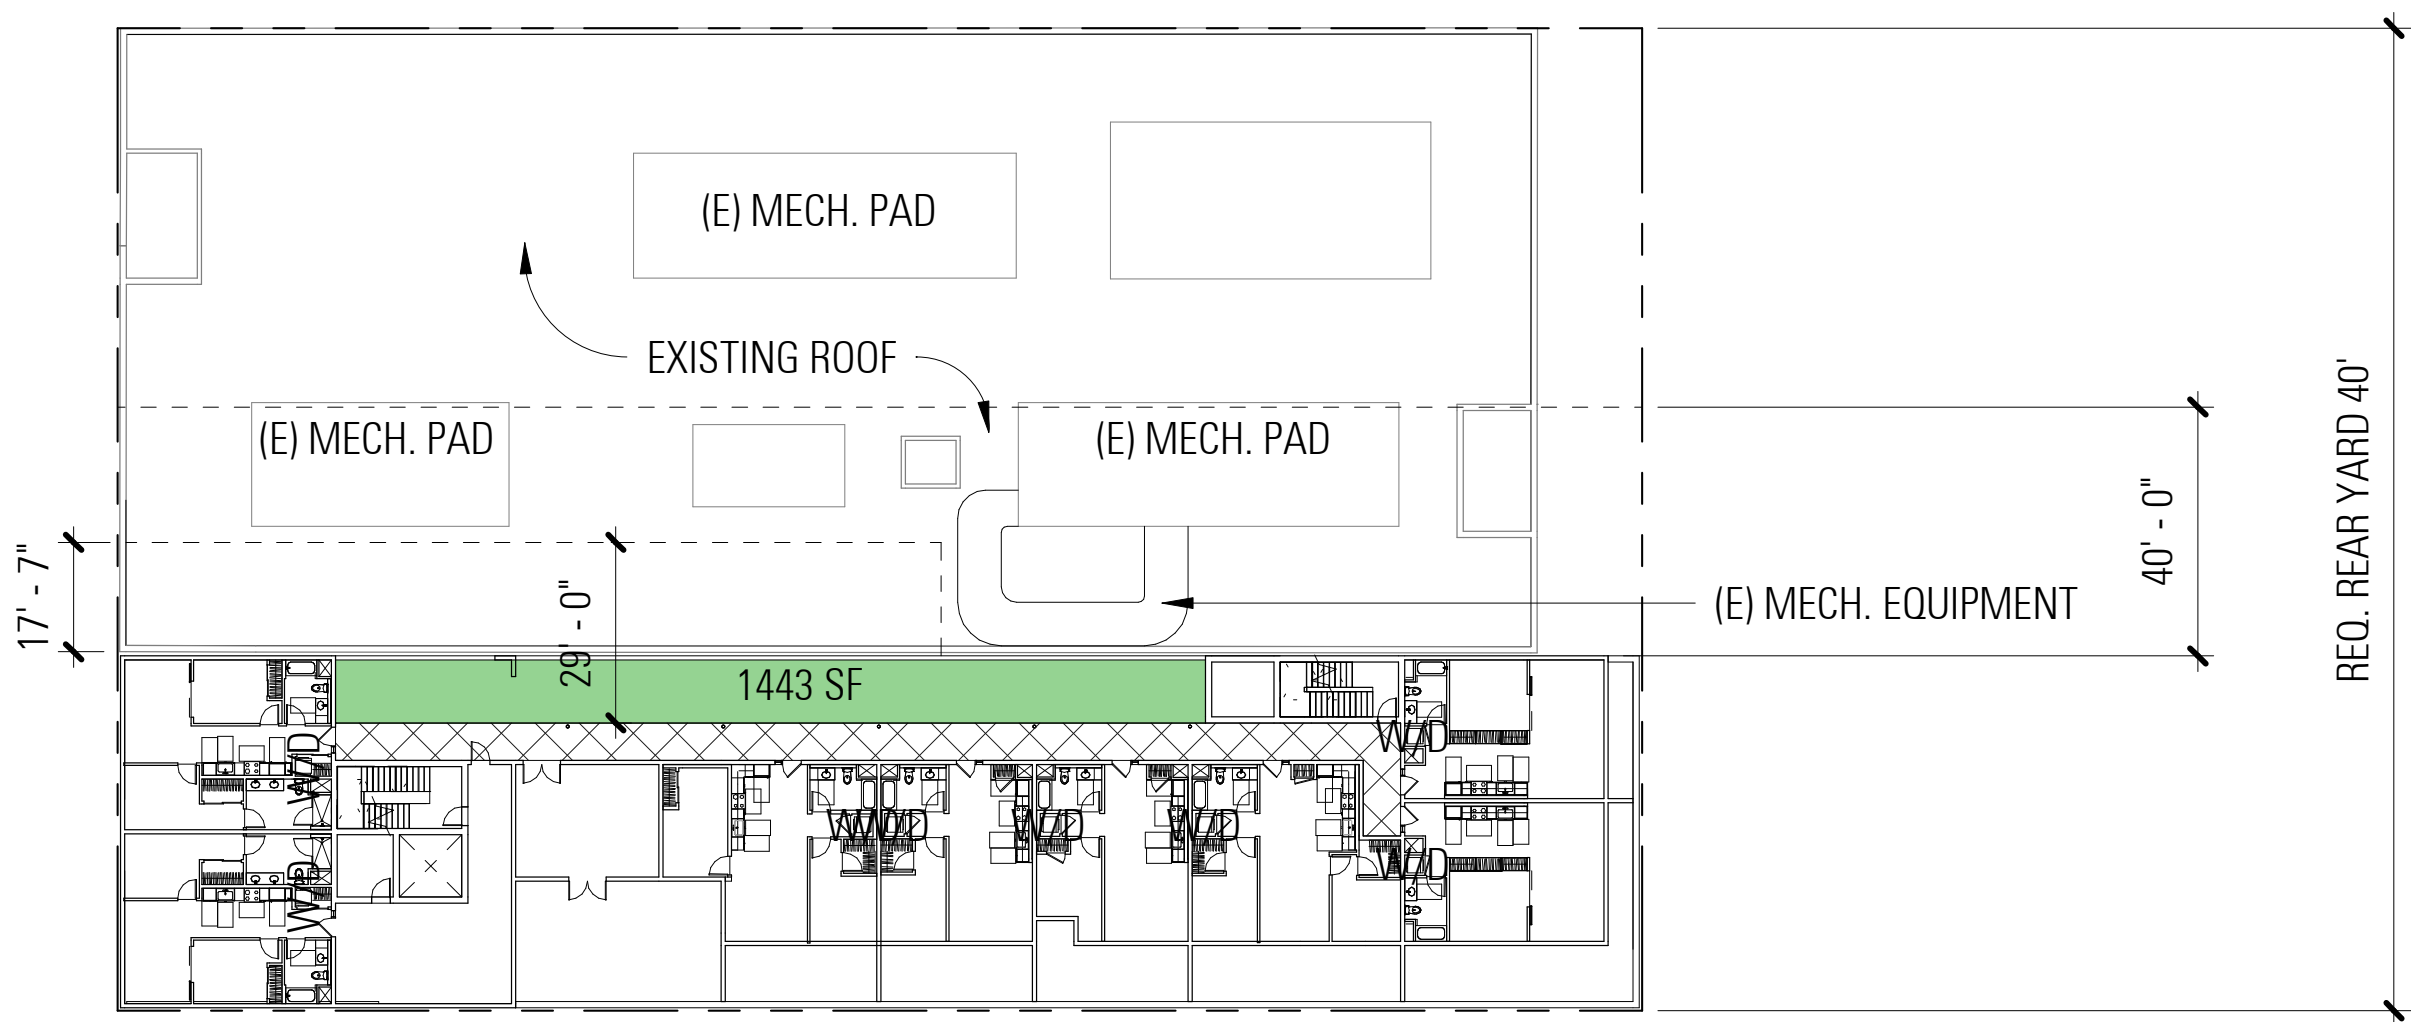 (E) MECH. PAD
EXISTING ROOF
REQ. REAR YARD 40'
(E) MECH. PAD
(E) MECH. PAD
40' - 0"
17' - 7"
29' - 0"
(E) MECH. EQUIPMENT
1443 SF
W/D
W/D
W/D
W/D
W/D
W/D
W/D
W/D